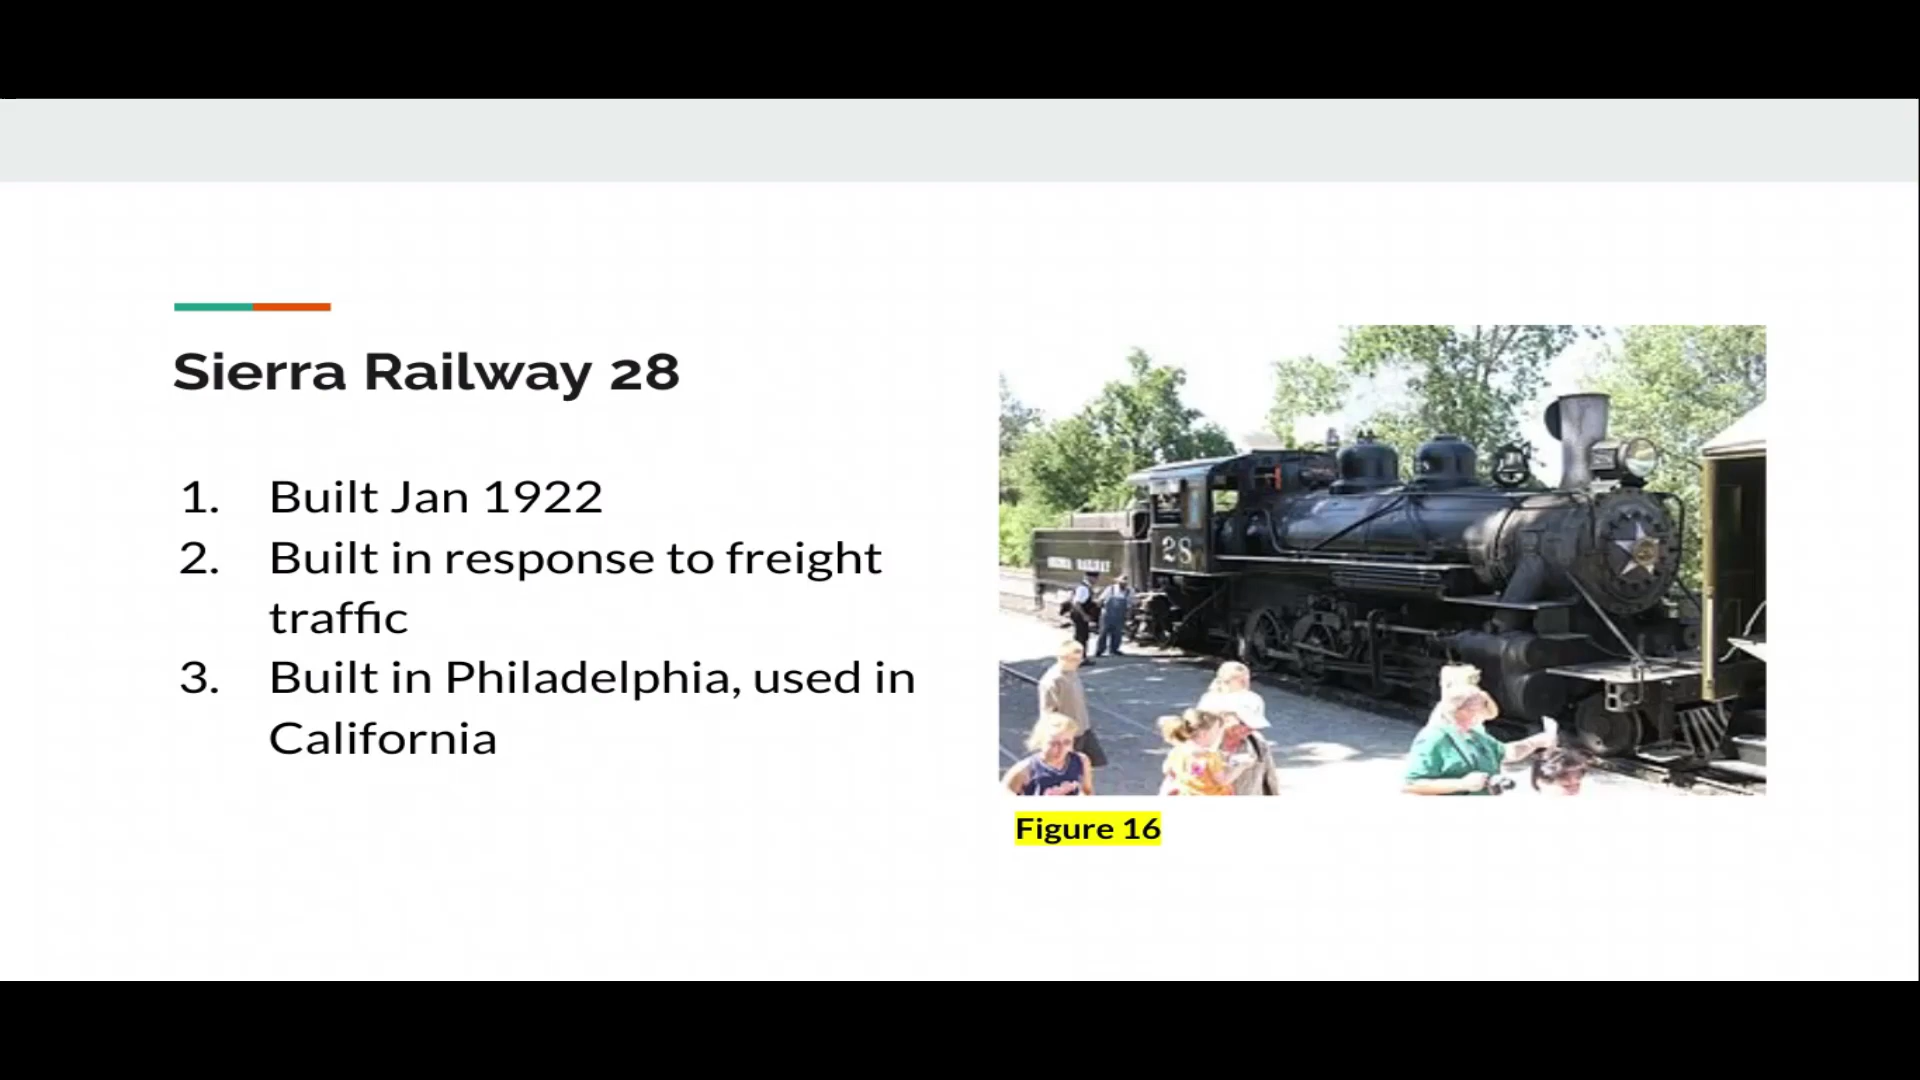 Sierra Railway 28
1. Built Jan 1922
2. Built in response to freight
traffic
3. Built in Philadelphia, used in
California
28
Figure 16